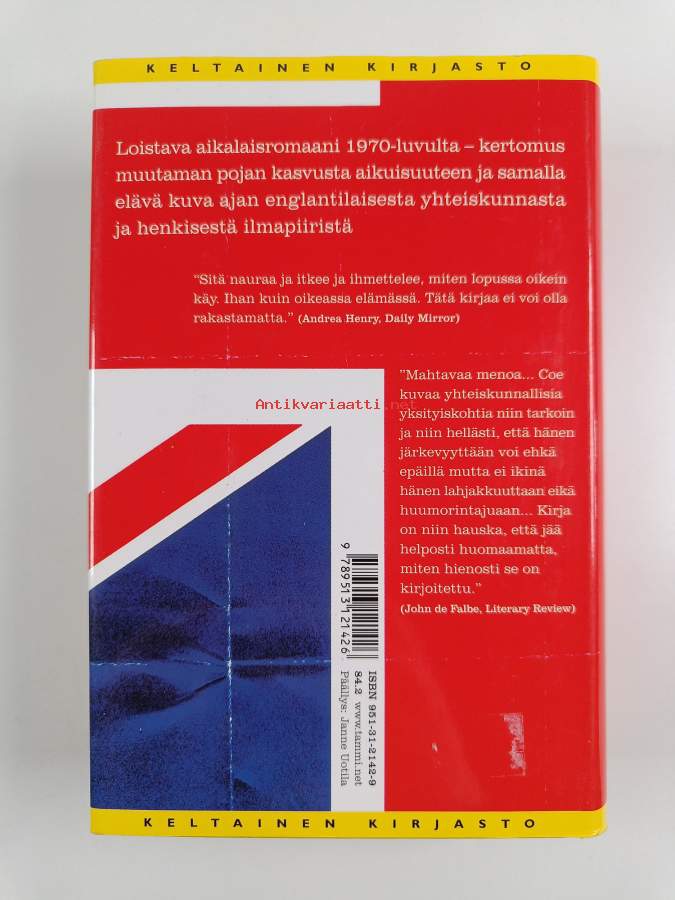 KELTAINEN KIRJASTO
Loistava aikalaisromaani 1970-luvulta – kertomus
muutaman pojan kasvusta aikuisuuteen ja samalla
elävä kuva ajan englantilaisesta yhteiskunnasta
ja henkisestä ilmapiiristä
"Sitä nauraa ja itkee ja ihmettelee, miten lopussa oikein
käy. Ihan kuin oikeassa elämässä. Tätä kirjaa ei voi olla
rakastamatta." (Andrea Henry, Daily Mirror)
"Mahtavaa menoa... Coe
kuvaa yhteiskunnallisia
yksityiskohtia niin tarkoin
ja niin hellästi, että hänen
järkevyyttään voi ehkä
epäillä mutta ei ikinä
hänen lahjakkuuttaan eikä
huumorintajuaan... Kirja
on niin hauska, että jää
helposti huomaamatta,
miten hienosti se on
kirjoitettu."
(John de Falbe, Literary Review)
Antikvariaatti.net
9 789513 121426
ISBN 951-31-2142-9
84.2 www.tammi.net
Päällys: Janne Uotila
KELTAINEN KIRJASTO